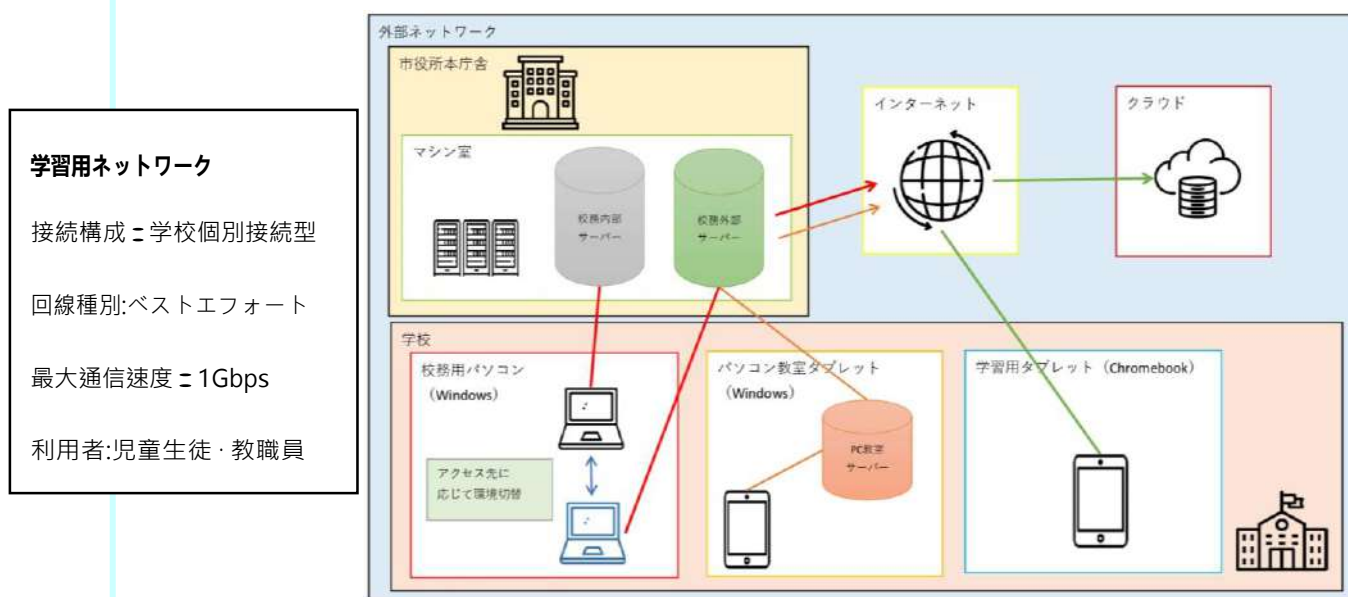 学習用ネットワーク
接続構成：学校個別接続型
回線種別:ベストエフォート
最大通信速度：1Gbps
利用者:児童生徒・教職員
外部ネットワーク
市役所本庁舎
マシン室
校務内部
サーバー
校務外部
サーバー
インターネット
クラウド
学校
校務用パソコン
（Windows）
アクセス先に
応じて環境切替
パソコン教室タブレット
（Windows）
PC教室
サーバー
学習用タブレット（Chromebook）